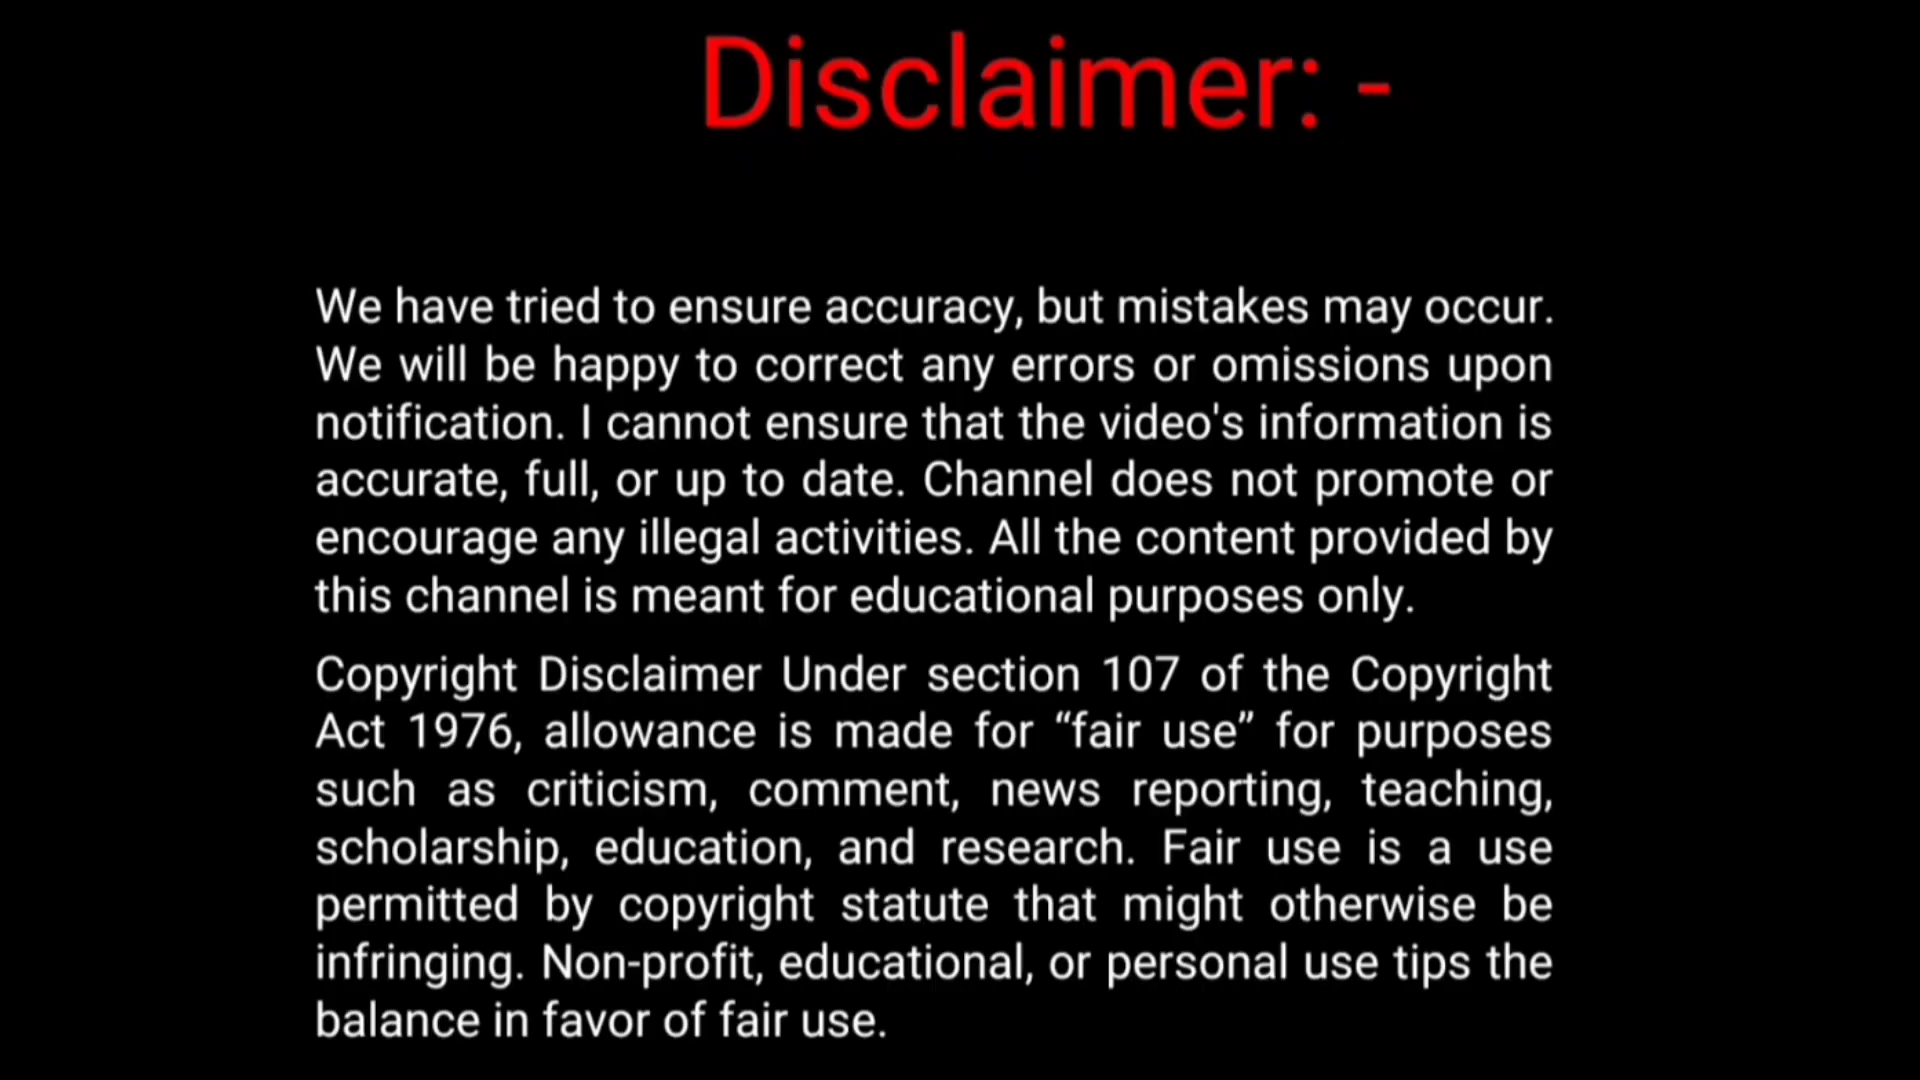 Disclaimer: -
We have tried to ensure accuracy, but mistakes may occur.
We will be happy to correct any errors or omissions upon
notification. I cannot ensure that the video's information is
accurate, full, or up to date. Channel does not promote or
encourage any illegal activities. All the content provided by
this channel is meant for educational purposes only.
Copyright Disclaimer Under section 107 of the Copyright
Act 1976, allowance is made for “fair use” for purposes
such as criticism, comment, news reporting, teaching,
scholarship, education, and research. Fair use is a use
permitted by copyright statute that might otherwise be
infringing. Non-profit, educational, or personal use tips the
balance in favor of fair use.